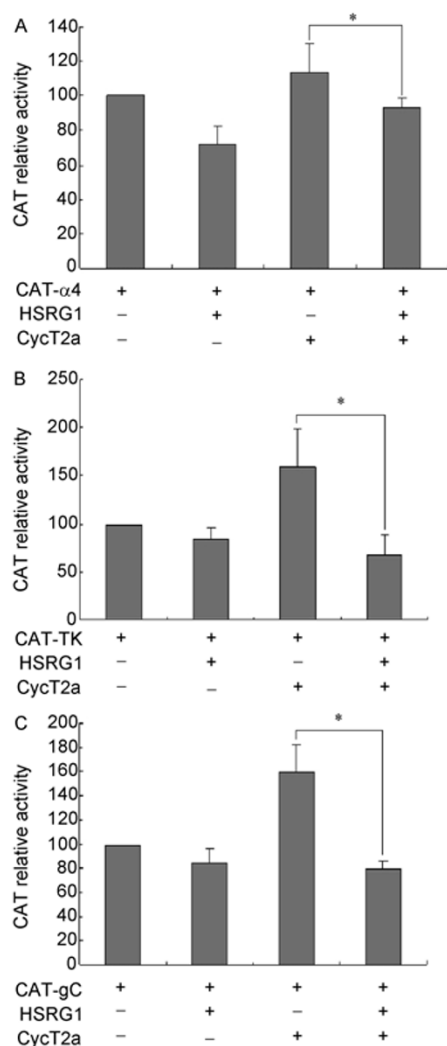 A
140
120
100
80
60
40
20
0
CAT relative activity
*
CAT-α4 + + + +
HSRG1 − + − +
CycT2a − − + +
B
250
200
150
100
50
0
CAT relative activity
*
CAT-TK + + + +
HSRG1 − + − +
CycT2a − − + +
C
200
180
160
140
120
100
80
60
40
20
0
CAT relative activity
*
CAT-gC + + + +
HSRG1 − + − +
CycT2a − − + +